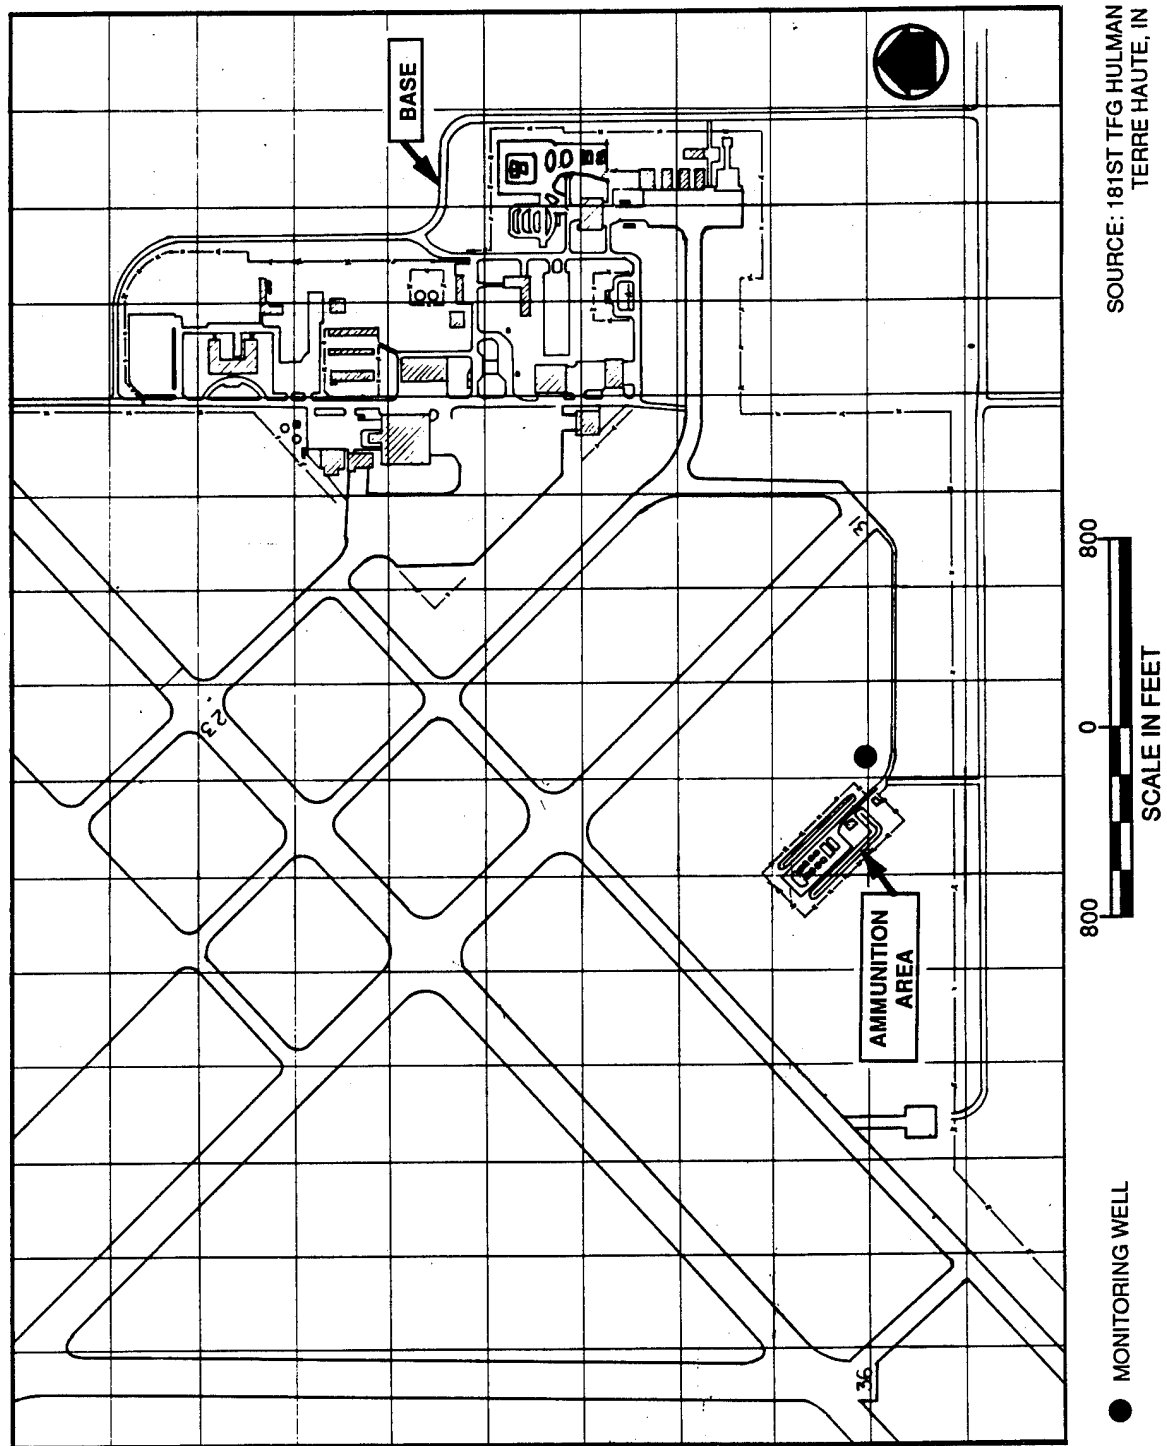 BASE
23
31
AMMUNITION
AREA
36
SOURCE: 181ST TFG HULMAN
TERRE HAUTE, IN
800 0 800
SCALE IN FEET
MONITORING WELL